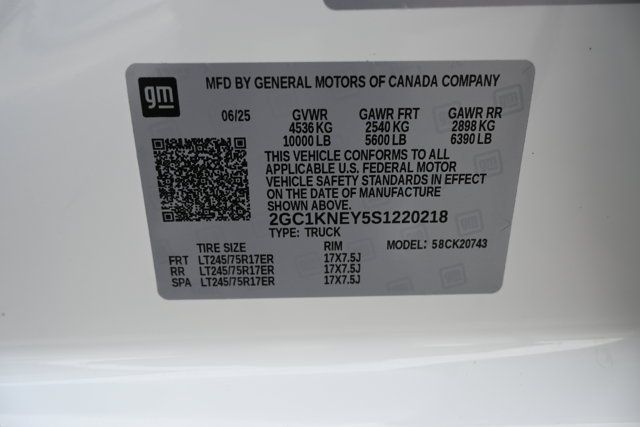 gm
MFD BY GENERAL MOTORS OF CANADA COMPANY
06/25 GVWR GAWR FRT GAWR RR
4536 KG 2540 KG 2898 KG
10000 LB 5600 LB 6390 LB
THIS VEHICLE CONFORMS TO ALL
APPLICABLE U.S. FEDERAL MOTOR
VEHICLE SAFETY STANDARDS IN EFFECT
ON THE DATE OF MANUFACTURE
SHOWN ABOVE.
2GC1KNEY5S1220218
TYPE: TRUCK MODEL: 58CK20743
TIRE SIZE RIM
FRT LT245/75R17ER 17X7.5J
RR LT245/75R17ER 17X7.5J
SPA LT245/75R17ER 17X7.5J